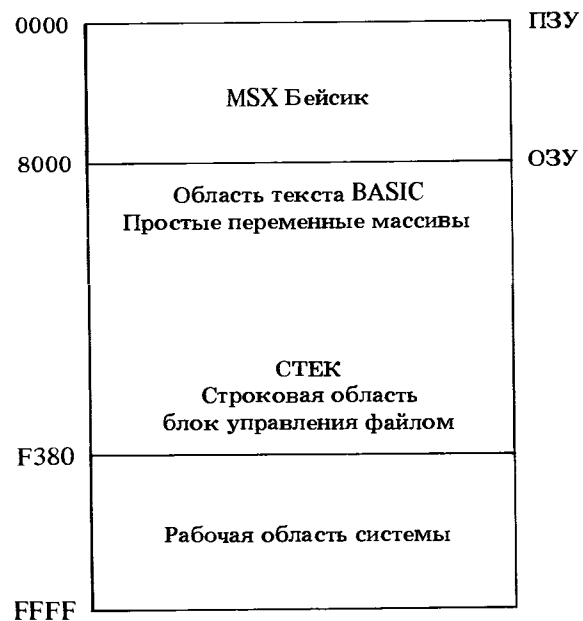 0000
ПЗУ
MSX Бейсик
8000
ОЗУ
Область текста BASIC
Простые переменные массивы
СТЕК
Строковая область
блок управления файлом
F380
Рабочая область системы
FFFF